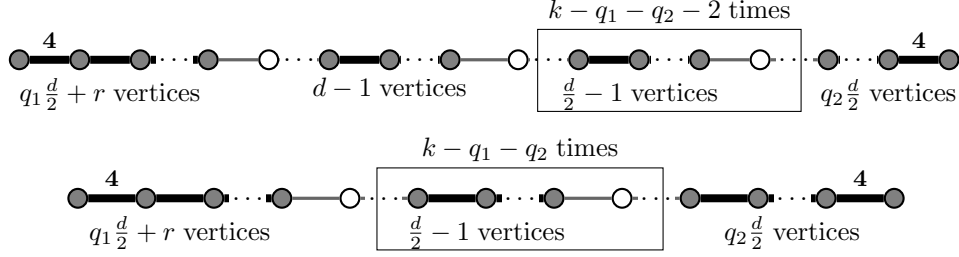 k − q₁ − q₂ − 2 times
4 4
q₁ d/2 + r vertices d − 1 vertices d/2 − 1 vertices q₂ d/2 vertices
k − q₁ − q₂ times
4 4
q₁ d/2 + r vertices d/2 − 1 vertices q₂ d/2 vertices